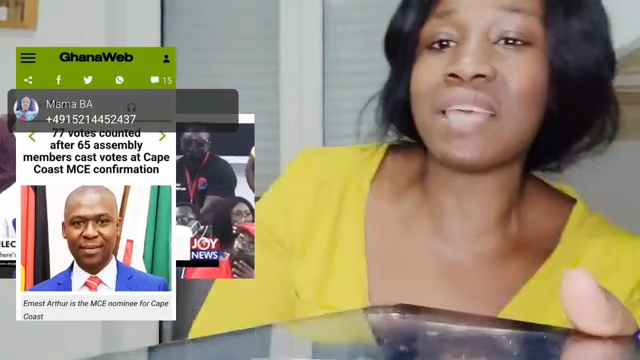 GhanaWeb
15
Mama BA
+4915214452437
77 votes counted
after 65 assembly
members cast votes at Cape
Coast MCE confirmation
ELEC
JOY
NEWS
Ernest Arthur is the MCE nominee for Cape
Coast